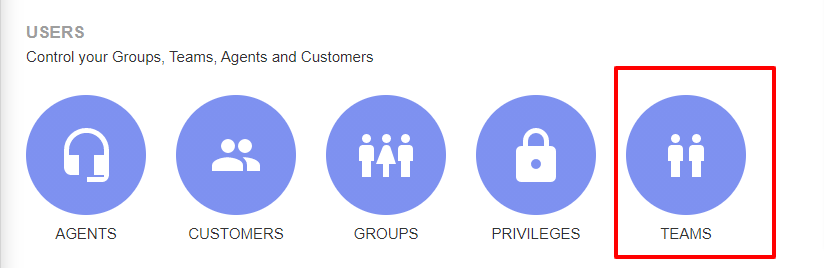 USERS
Control your Groups, Teams, Agents and Customers
AGENTS CUSTOMERS GROUPS PRIVILEGES TEAMS